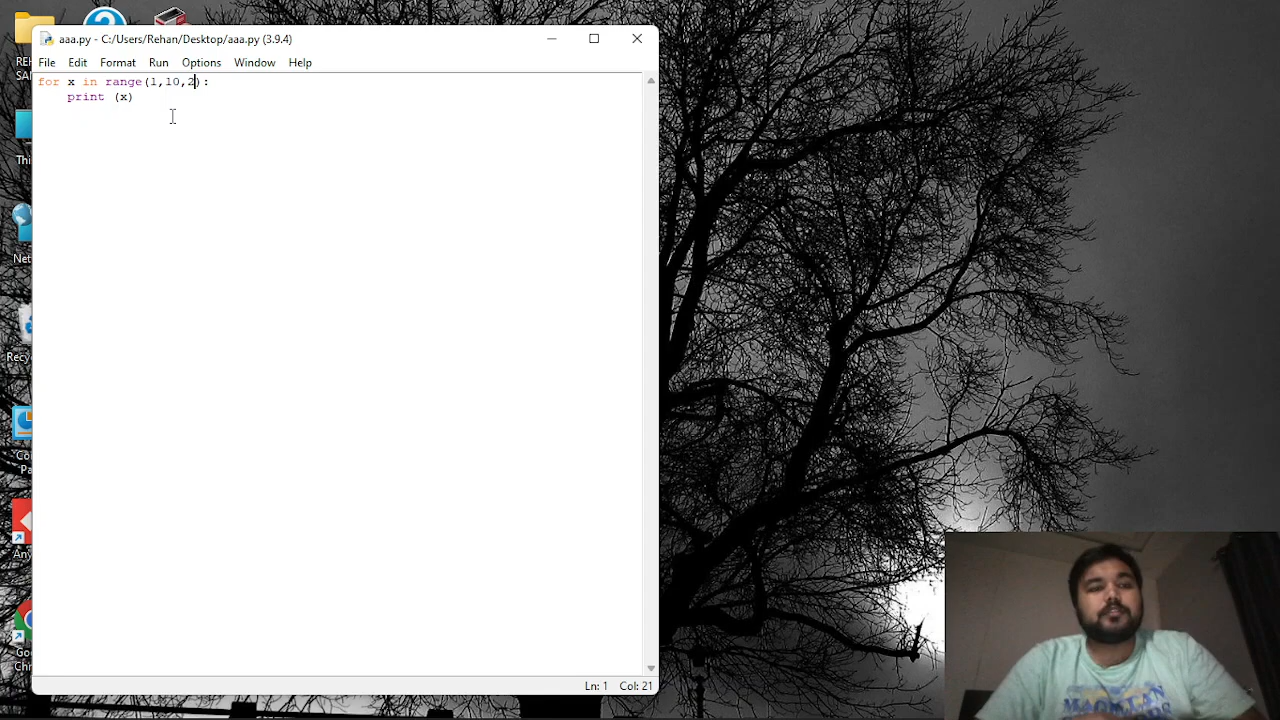 aaa.py - C:/Users/Rehan/Desktop/aaa.py (3.9.4)
File Edit Format Run Options Window Help
for x in range(1,10,2):
    print (x)
Ln: 1 Col: 21